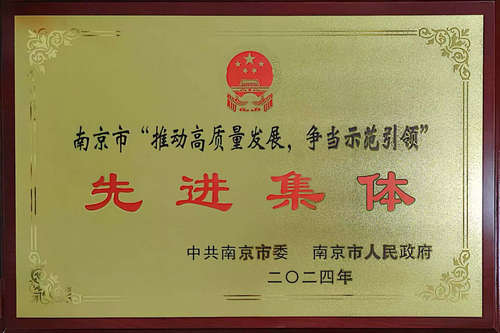 南京市“推动高质量发展，争当示范引领”
先进集体
中共南京市委 南京市人民政府
二〇二四年